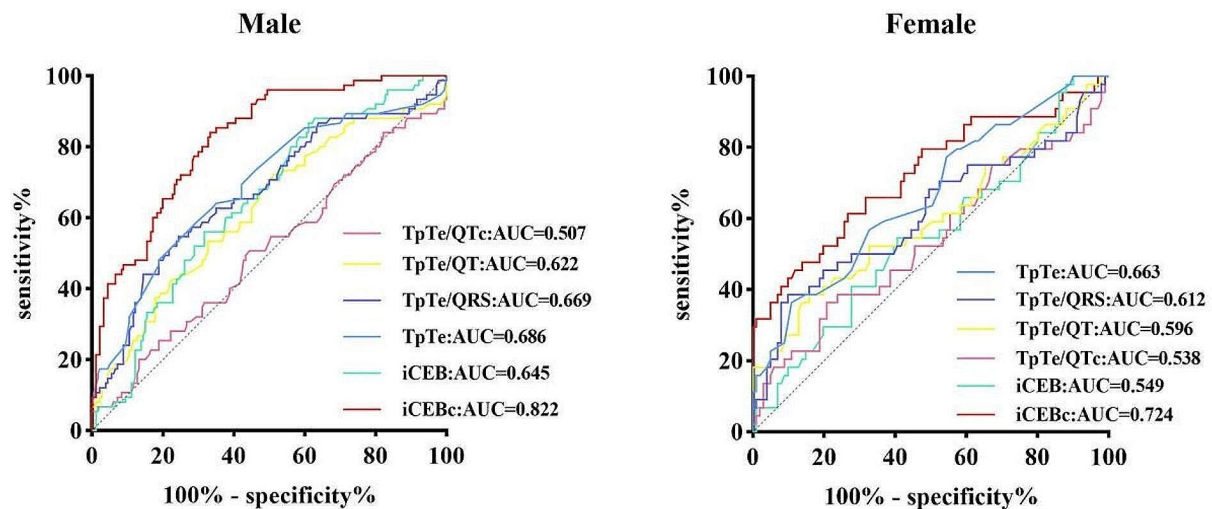 Male
Female
100
80
60
40
20
0
sensitivity%
TpTe/QTc:AUC=0.507
TpTe/QT:AUC=0.622
TpTe/QRS:AUC=0.669
TpTe:AUC=0.686
iCEB:AUC=0.645
iCEBc:AUC=0.822
0 20 40 60 80 100
100% - specificity%
100
80
60
40
20
0
sensitivity%
TpTe:AUC=0.663
TpTe/QRS:AUC=0.612
TpTe/QT:AUC=0.596
TpTe/QTc:AUC=0.538
iCEB:AUC=0.549
iCEBc:AUC=0.724
0 20 40 60 80 100
100% - specificity%